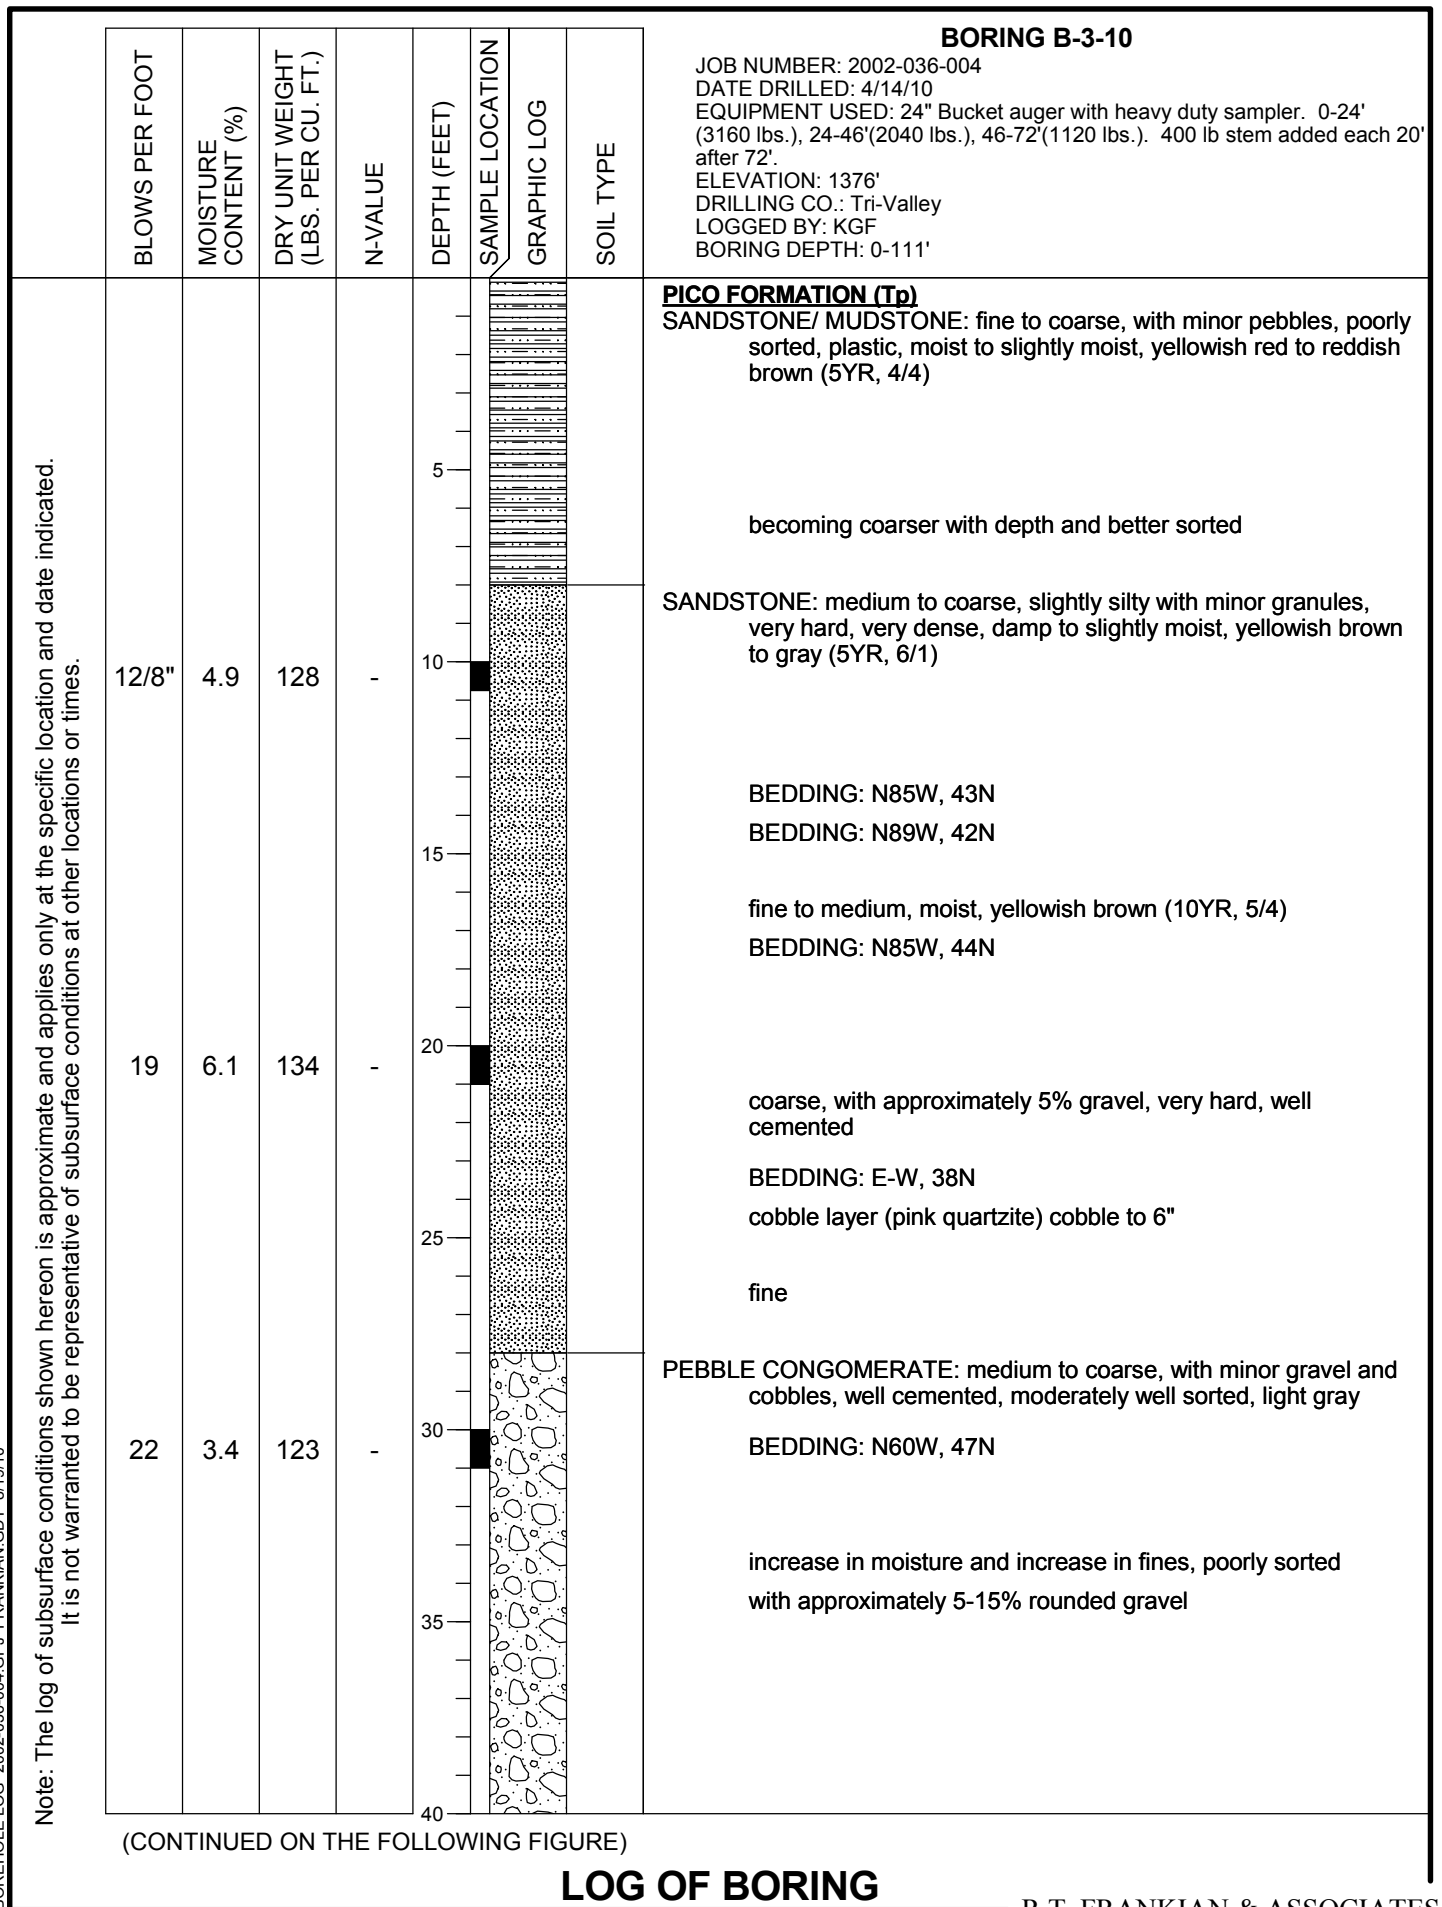 BORING B-3-10
JOB NUMBER: 2002-036-004
DATE DRILLED: 4/14/10
EQUIPMENT USED: 24" Bucket auger with heavy duty sampler. 0-24'
(3160 lbs.), 24-46'(2040 lbs.), 46-72'(1120 lbs.). 400 lb stem added each 20'
after 72'.
ELEVATION: 1376'
DRILLING CO.: Tri-Valley
LOGGED BY: KGF
BORING DEPTH: 0-111'
BLOWS PER FOOT
MOISTURE
CONTENT (%)
DRY UNIT WEIGHT
(LBS. PER CU. FT.)
N-VALUE
DEPTH (FEET)
SAMPLE LOCATION
GRAPHIC LOG
SOIL TYPE
PICO FORMATION (Tp)
SANDSTONE/ MUDSTONE: fine to coarse, with minor pebbles, poorly
sorted, plastic, moist to slightly moist, yellowish red to reddish
brown (5YR, 4/4)
5
becoming coarser with depth and better sorted
SANDSTONE: medium to coarse, slightly silty with minor granules,
very hard, very dense, damp to slightly moist, yellowish brown
to gray (5YR, 6/1)
10
12/8" 4.9 128 -
BEDDING: N85W, 43N
BEDDING: N89W, 42N
15
fine to medium, moist, yellowish brown (10YR, 5/4)
BEDDING: N85W, 44N
20
19 6.1 134 -
coarse, with approximately 5% gravel, very hard, well
cemented
BEDDING: E-W, 38N
cobble layer (pink quartzite) cobble to 6"
25
fine
PEBBLE CONGOMERATE: medium to coarse, with minor gravel and
cobbles, well cemented, moderately well sorted, light gray
30
22 3.4 123 - BEDDING: N60W, 47N
increase in moisture and increase in fines, poorly sorted
with approximately 5-15% rounded gravel
35
40
Note: The log of subsurface conditions shown hereon is approximate and applies only at the specific location and date indicated.
It is not warranted to be representative of subsurface conditions at other locations or times.
(CONTINUED ON THE FOLLOWING FIGURE)
LOG OF BORING
R.T. FRANKIAN & ASSOCIATES